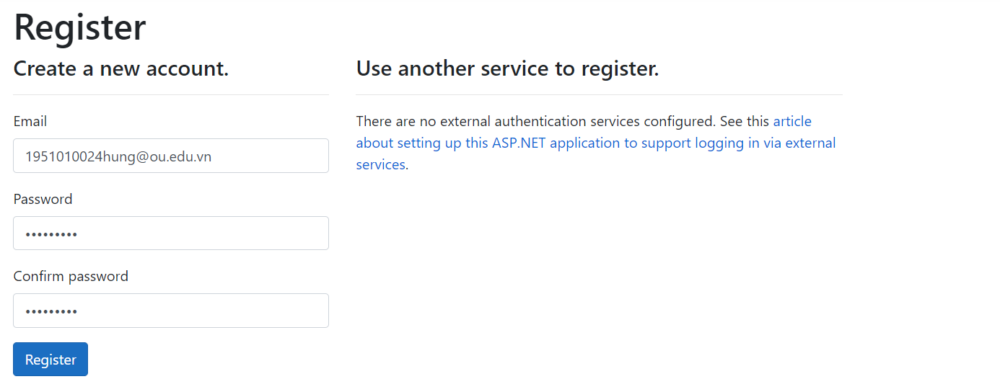 Register
Create a new account.
Email
1951010024hung@ou.edu.vn
Password
•••••••••
Confirm password
•••••••••
Register
Use another service to register.
There are no external authentication services configured. See this article
about setting up this ASP.NET application to support logging in via external
services.